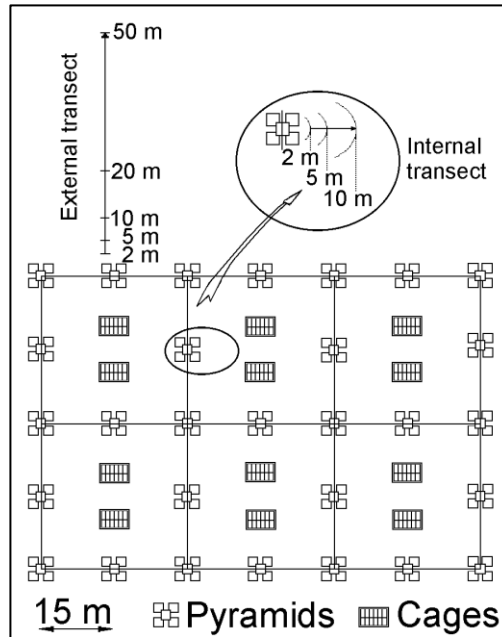 50 m
External transect
20 m
10 m
5 m
2 m
Internal
transect
2 m
5 m
10 m
15 m
Pyramids
Cages